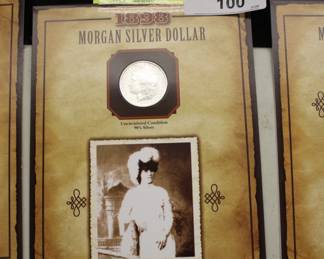 100
1898
MORGAN SILVER DOLLAR
Uncirculated Condition
90% Silver
M